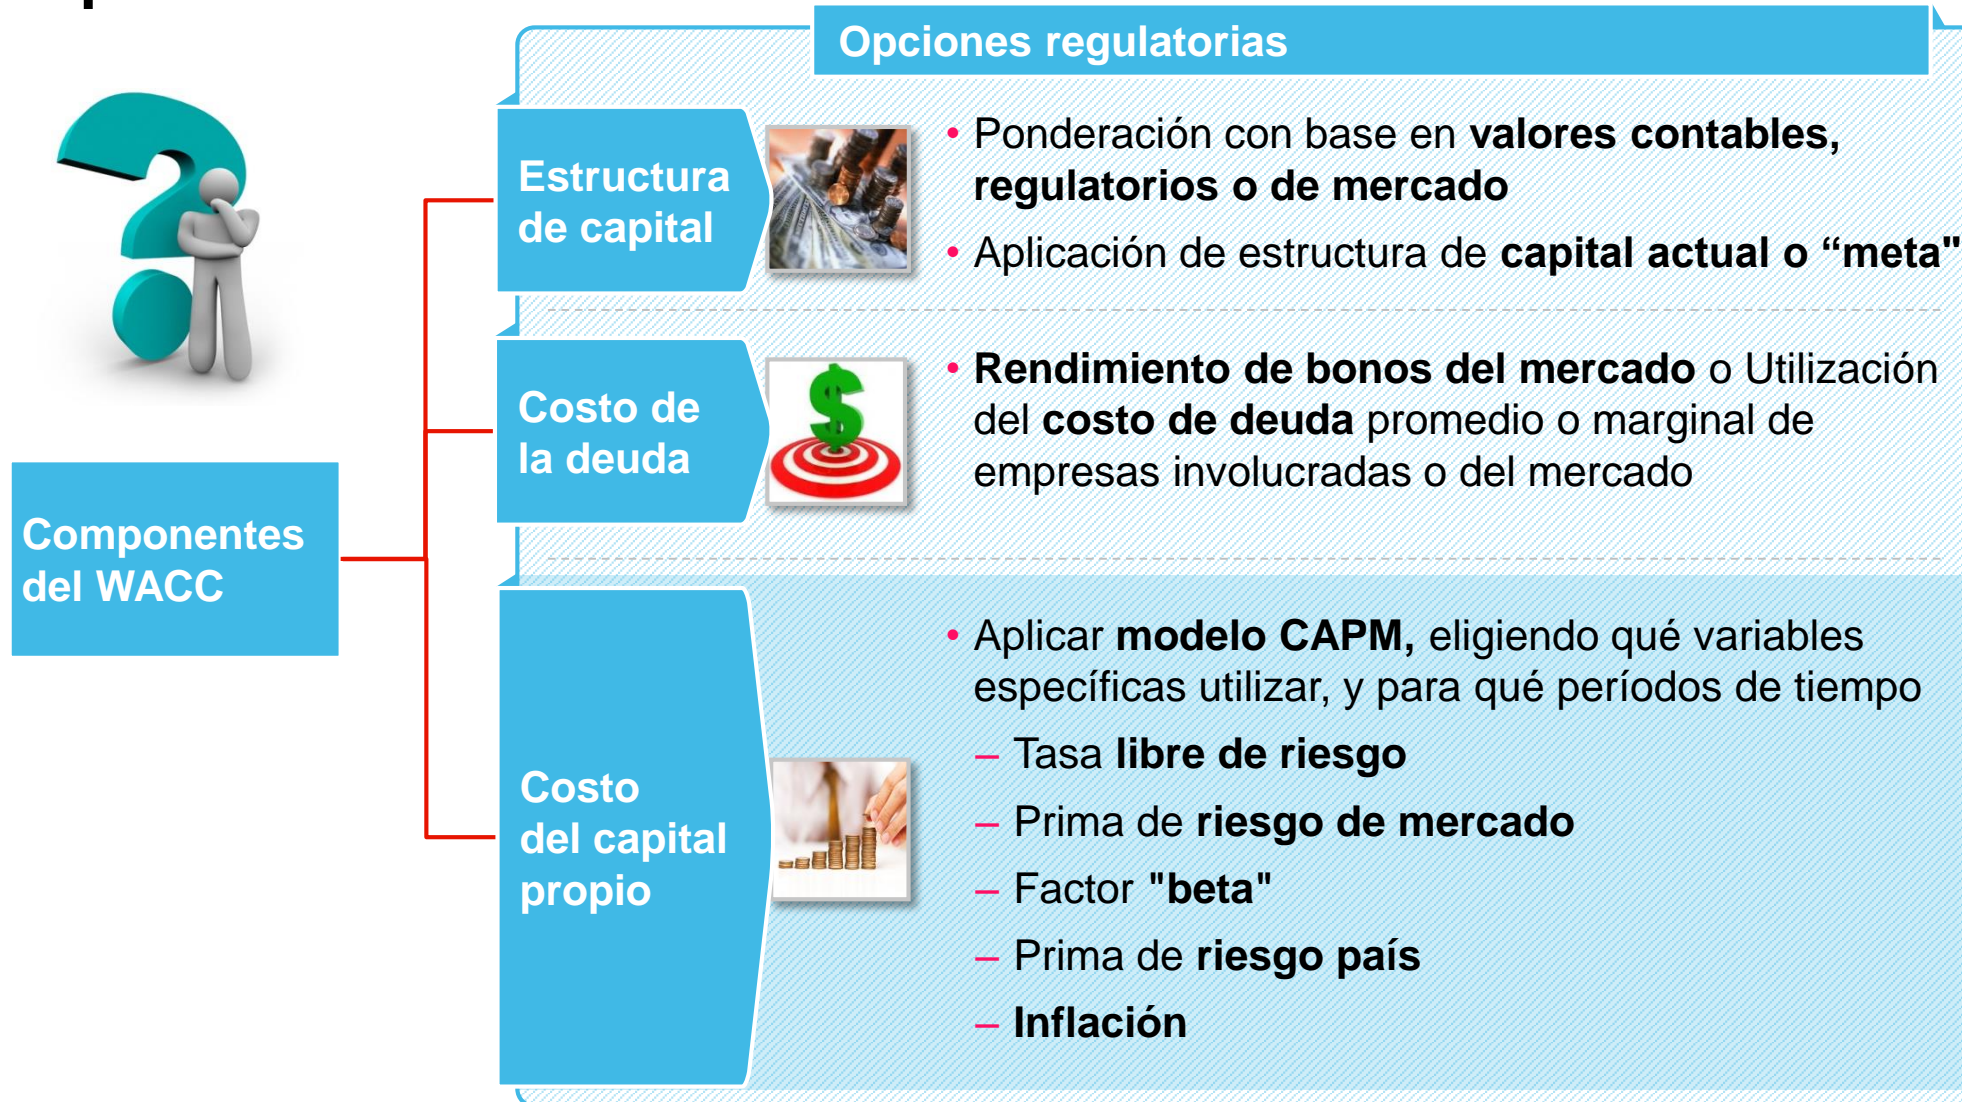 Opciones regulatorias
Estructura
de capital
• Ponderación con base en valores contables,
regulatorios o de mercado
• Aplicación de estructura de capital actual o “meta"
Costo de
la deuda
• Rendimiento de bonos del mercado o Utilización
del costo de deuda promedio o marginal de
empresas involucradas o del mercado
Componentes
del WACC
Costo
del capital
propio
• Aplicar modelo CAPM, eligiendo qué variables
específicas utilizar, y para qué períodos de tiempo
– Tasa libre de riesgo
– Prima de riesgo de mercado
– Factor "beta"
– Prima de riesgo país
– Inflación